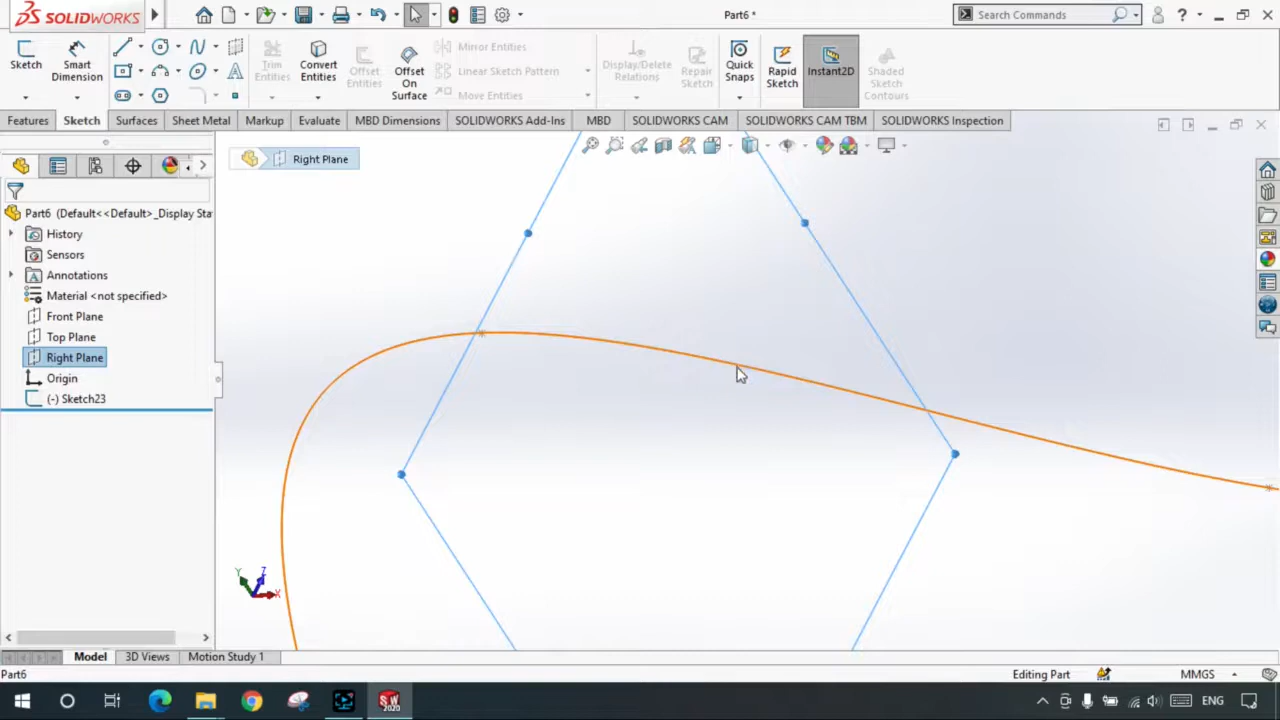 SOLIDWORKS
Part6 *
Search Commands
Sketch
Smart Dimension
Trim Entities
Convert Entities
Offset Entities
Offset On Surface
Mirror Entities
Linear Sketch Pattern
Move Entities
Display/Delete Relations
Repair Sketch
Quick Snaps
Rapid Sketch
Instant2D
Shaded Sketch Contours
Features
Sketch
Surfaces
Sheet Metal
Markup
Evaluate
MBD Dimensions
SOLIDWORKS Add-Ins
MBD
SOLIDWORKS CAM
SOLIDWORKS CAM TBM
SOLIDWORKS Inspection
Right Plane
Part6 (Default<<Default>_Display Sta
History
Sensors
Annotations
Material <not specified>
Front Plane
Top Plane
Right Plane
Origin
(-) Sketch23
Y Z X
Model
3D Views
Motion Study 1
Part6
Editing Part
MMGS
SW 2020
ENG